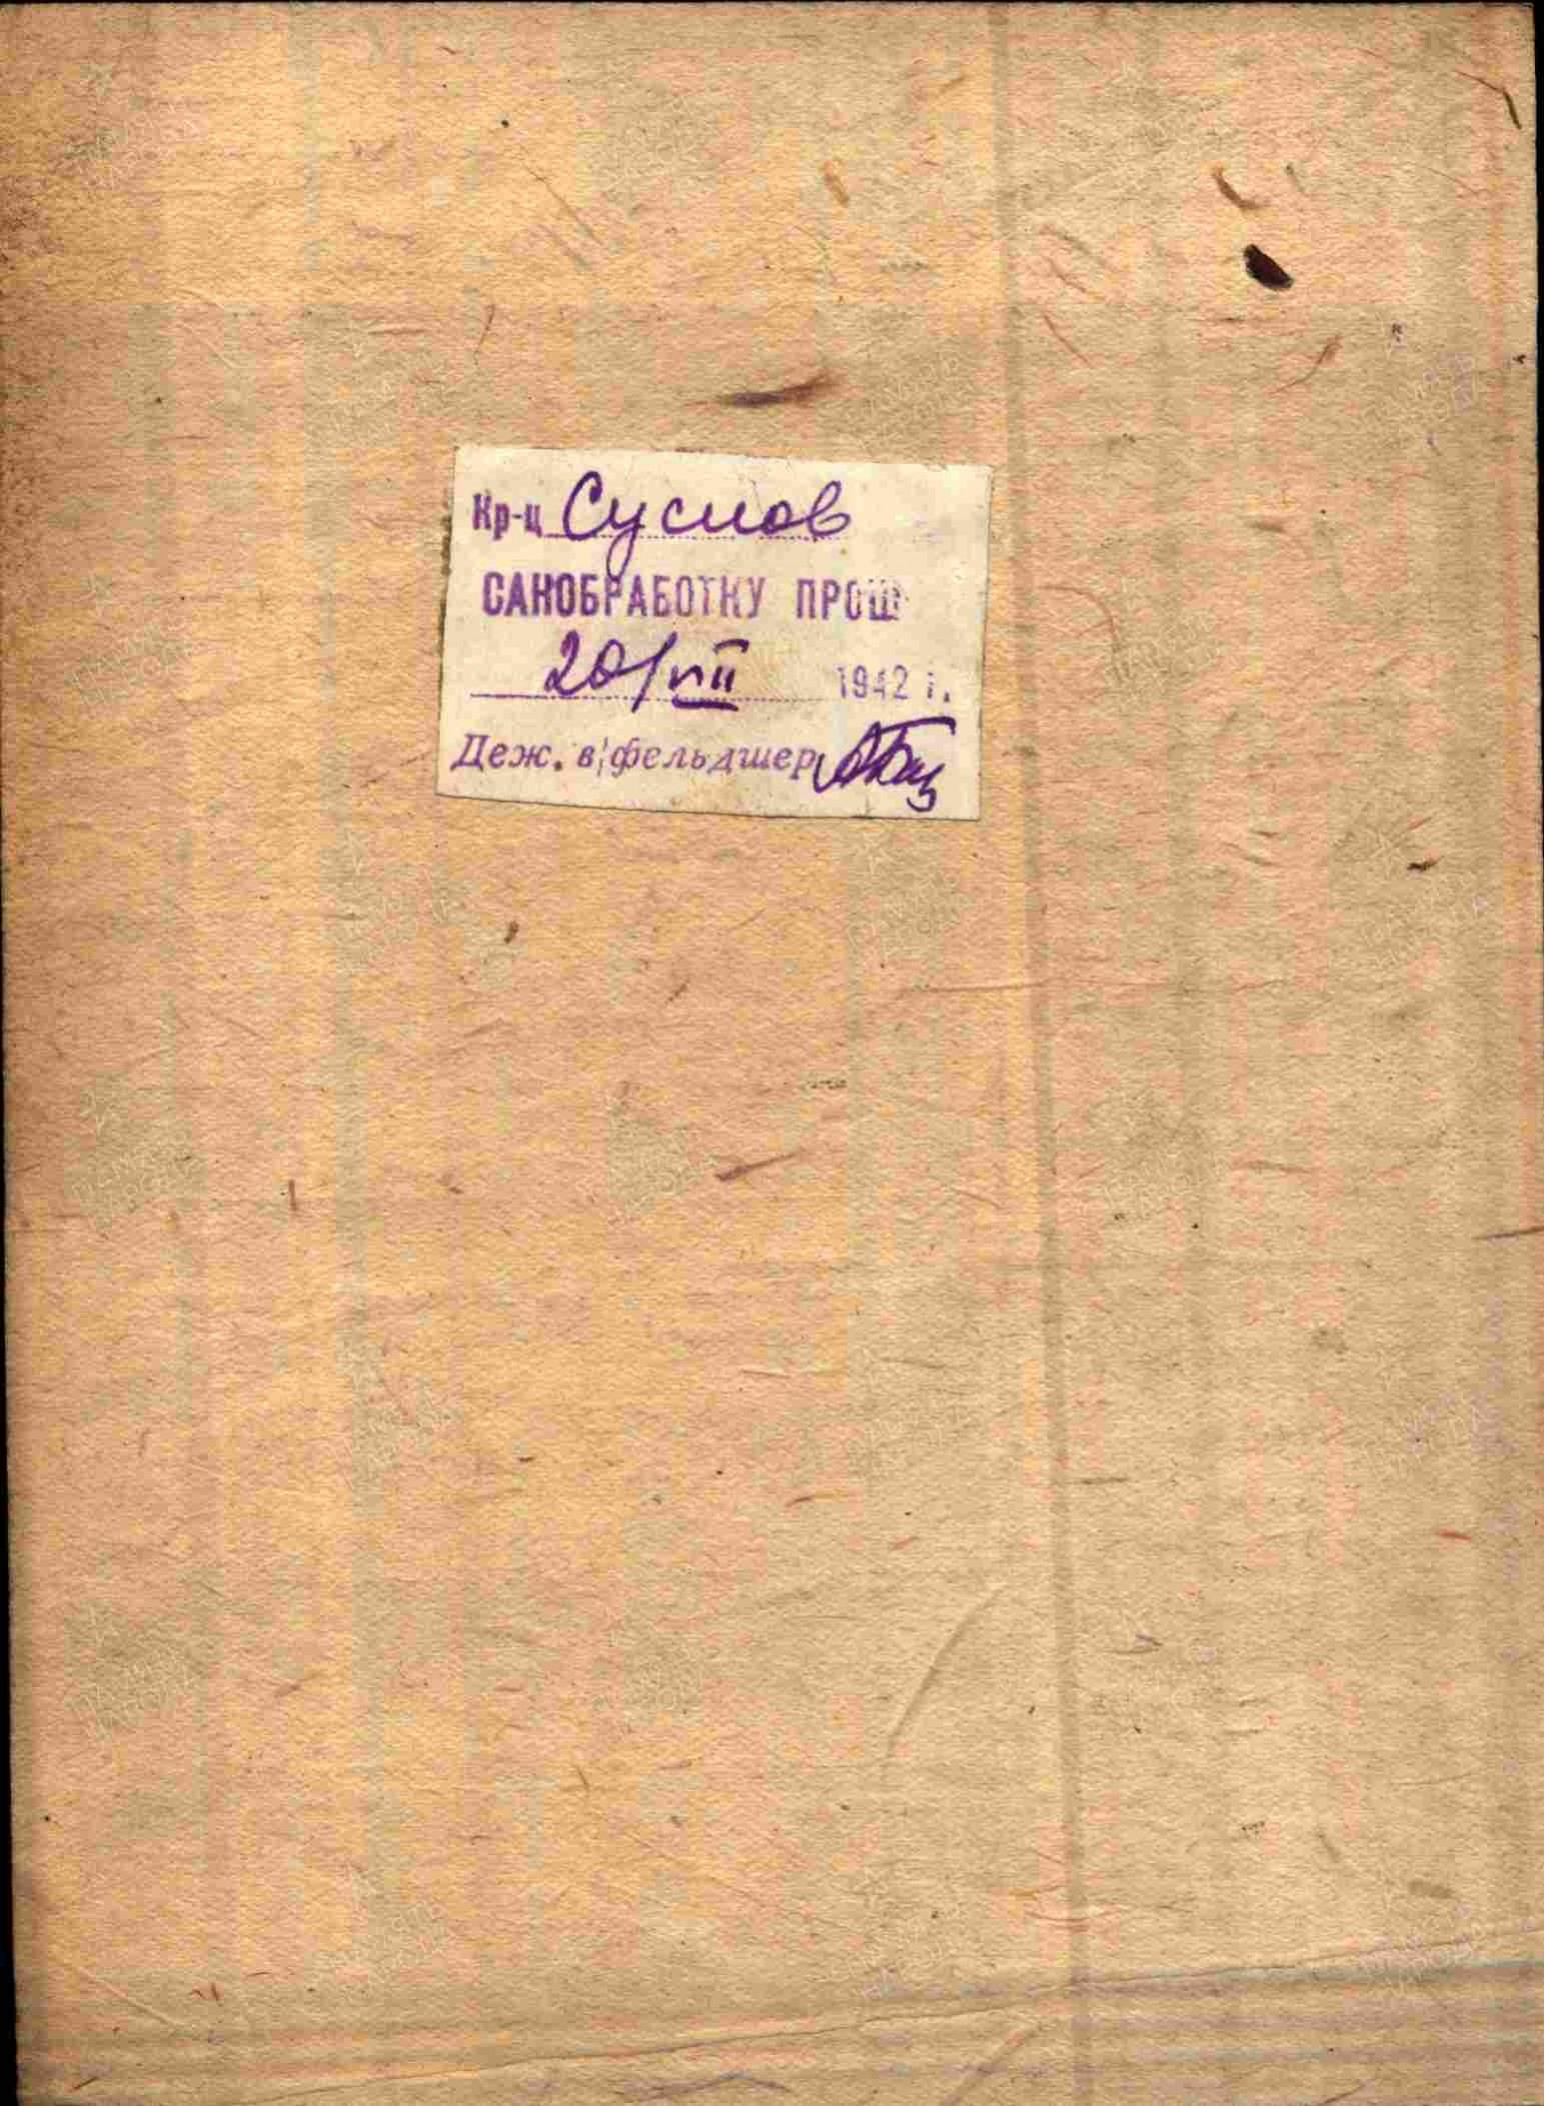 Кр-ц Суслов
САНОБРАБОТКУ ПРОШ
20/VII 1942 г.
Деж. в/фельдшер